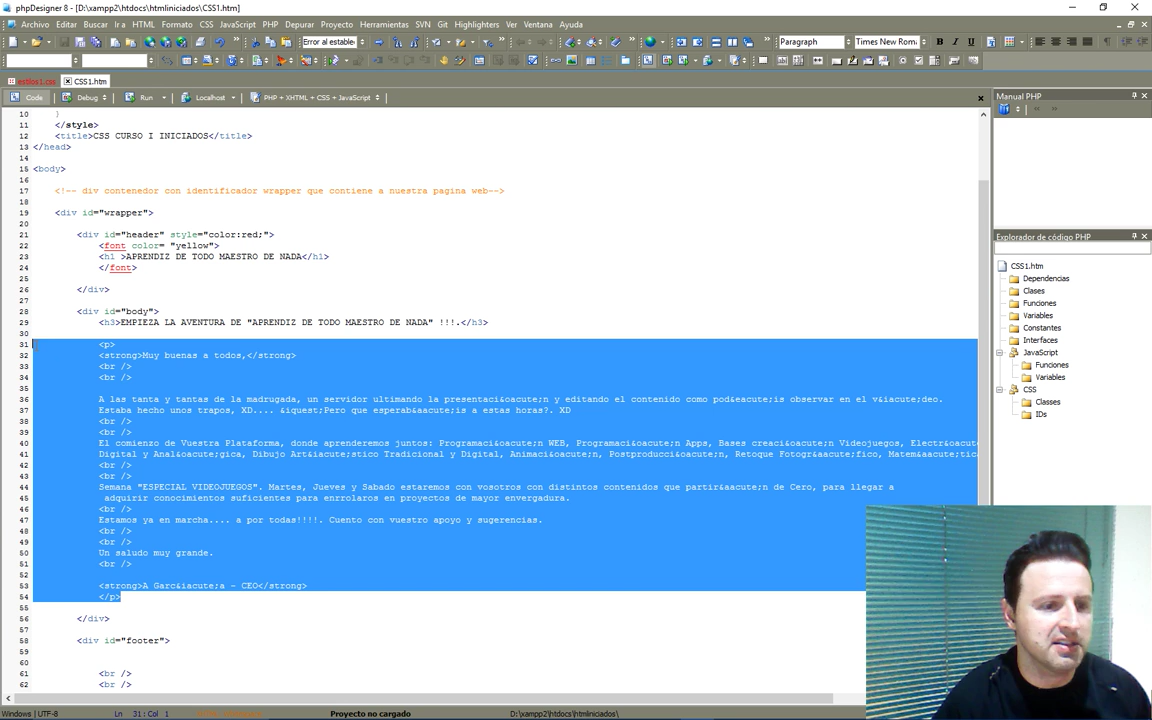 phpDesigner 8 - [D:\xampp2\htdocs\htmliniciados\CSS1.htm]
Archivo Editar Buscar Ir a HTML Formato CSS JavaScript PHP Depurar Proyecto Herramientas SVN Git Highlighters Ver Ventana Ayuda
Error al estable
Paragraph
Times New Rom
estilos1.css CSS1.htm
Code Debug Run Localhost PHP + XHTML + CSS + JavaScript
Manual PHP
10 }
11 </style>
12 <title>CSS CURSO I INICIADOS</title>
13 </head>
14
15 <body>
16
17 <!-- div contenedor con identificador wrapper que contiene a nuestra pagina web-->
18
19 <div id="wrapper">
20
21 <div id="header" style="color:red;">
22 <font color= "yellow">
23 <h1 >APRENDIZ DE TODO MAESTRO DE NADA</h1>
24 </font>
25
26 </div>
27
28 <div id="body">
29 <h3>EMPIEZA LA AVENTURA DE "APRENDIZ DE TODO MAESTRO DE NADA" !!!.</h3>
30
31 <p>
32 <strong>Muy buenas a todos,</strong>
33 <br />
34 <br />
35
36 A las tanta y tantas de la madrugada, un servidor ultimando la presentaci&oacute;n y editando el contenido como pod&eacute;is observar en el v&iacute;deo.
37 Estaba hecho unos trapos, XD.... &iquest;Pero que esperab&aacute;is a estas horas?. XD
38 <br />
39 <br />
40 El comienzo de Vuestra Plataforma, donde aprenderemos juntos: Programaci&oacute;n WEB, Programaci&oacute;n Apps, Bases creaci&oacute;n Videojuegos, Electr&oacut
41 Digital y Anal&oacute;gica, Dibujo Art&iacute;stico Tradicional y Digital, Animaci&oacute;n, Postproducci&oacute;n, Retoque Fotogr&aacute;fico, Matem&aacute;tic
42 <br />
43 <br />
44 Semana "ESPECIAL VIDEOJUEGOS". Martes, Jueves y Sabado estaremos con vosotros con distintos contenidos que partir&aacute;n de Cero, para llegar a
45 adquirir conocimientos suficientes para enrrolaros en proyectos de mayor envergadura.
46 <br />
47 Estamos ya en marcha.... a por todas!!!!. Cuento con vuestro apoyo y sugerencias.
48 <br />
49 <br />
50 Un saludo muy grande.
51 <br />
52
53 <strong>A Garc&iacute;a - CEO</strong>
54 </p>
55
56 </div>
57
58 <div id="footer">
59
60
61 <br />
62 <br />
Explorador de código PHP
CSS1.htm
Dependencias
Clases
Funciones
Variables
Constantes
Interfaces
JavaScript
Funciones
Variables
CSS
Classes
IDs
Windows | UTF-8 Ln 31: Col 1 Proyecto no cargado D:\xampp2\htdocs\htmliniciados\